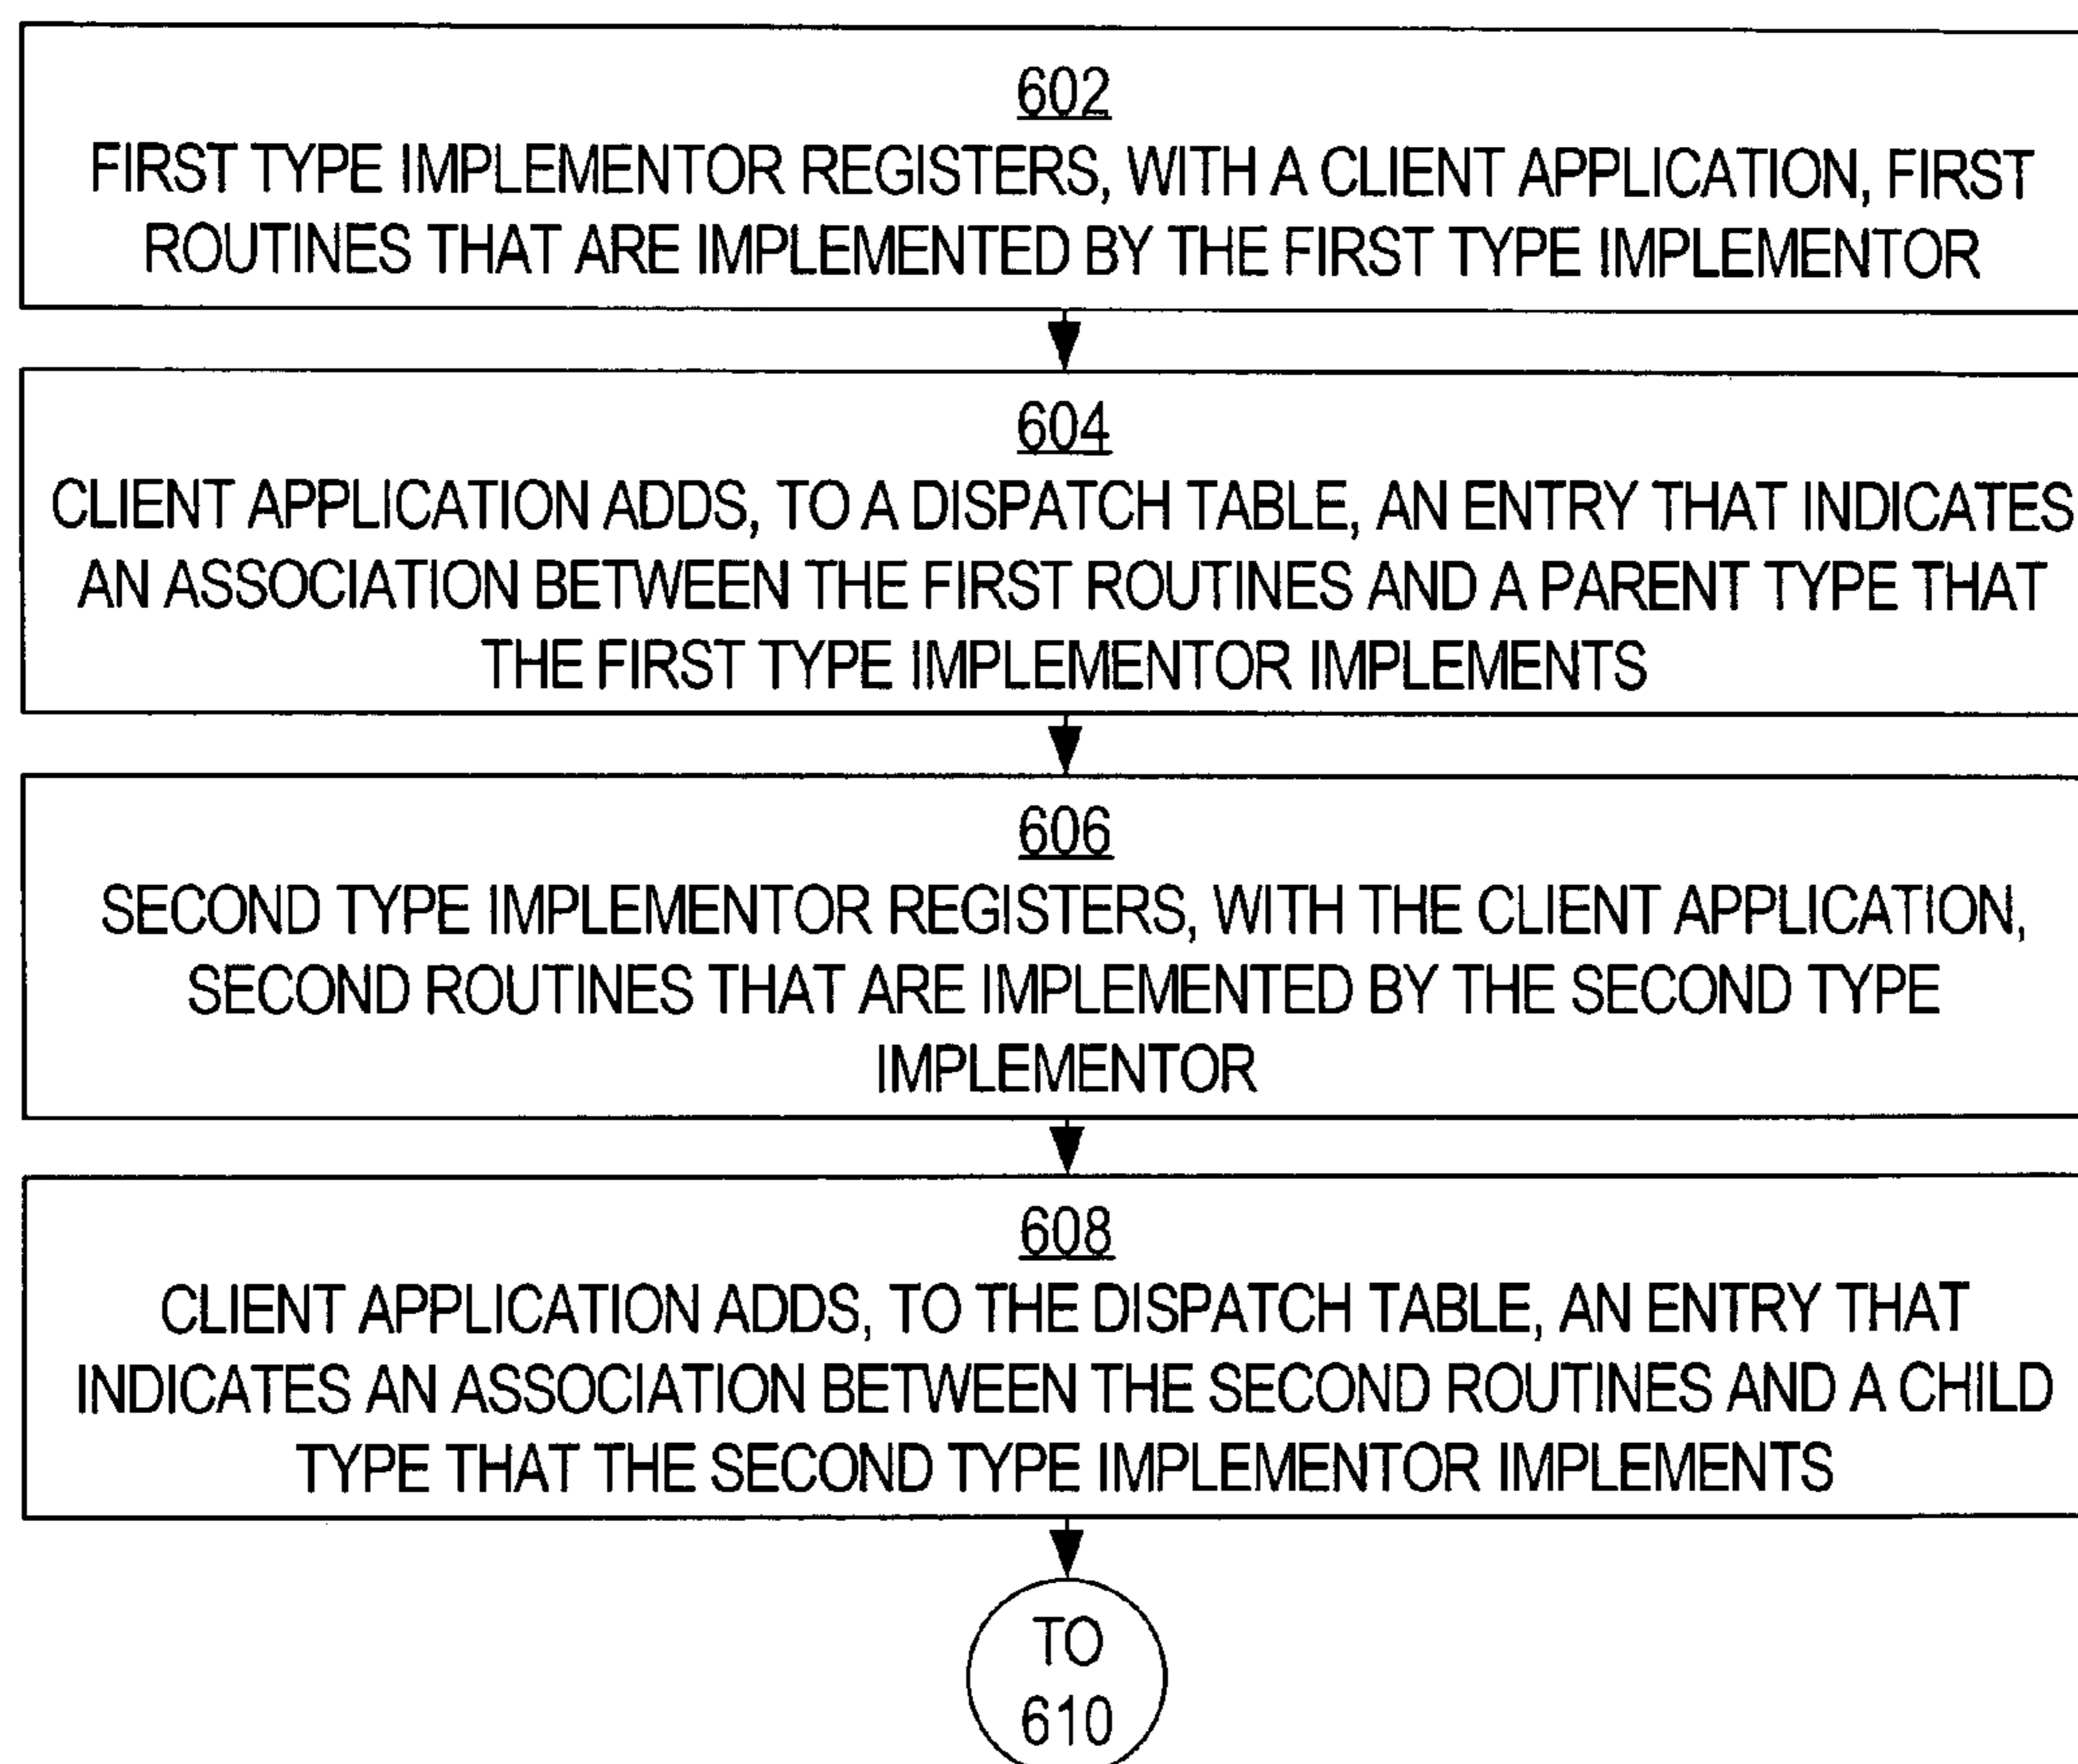 602
FIRST TYPE IMPLEMENTOR REGISTERS, WITH A CLIENT APPLICATION, FIRST
ROUTINES THAT ARE IMPLEMENTED BY THE FIRST TYPE IMPLEMENTOR
604
CLIENT APPLICATION ADDS, TO A DISPATCH TABLE, AN ENTRY THAT INDICATES
AN ASSOCIATION BETWEEN THE FIRST ROUTINES AND A PARENT TYPE THAT
THE FIRST TYPE IMPLEMENTOR IMPLEMENTS
606
SECOND TYPE IMPLEMENTOR REGISTERS, WITH THE CLIENT APPLICATION,
SECOND ROUTINES THAT ARE IMPLEMENTED BY THE SECOND TYPE
IMPLEMENTOR
608
CLIENT APPLICATION ADDS, TO THE DISPATCH TABLE, AN ENTRY THAT
INDICATES AN ASSOCIATION BETWEEN THE SECOND ROUTINES AND A CHILD
TYPE THAT THE SECOND TYPE IMPLEMENTOR IMPLEMENTS
TO
610